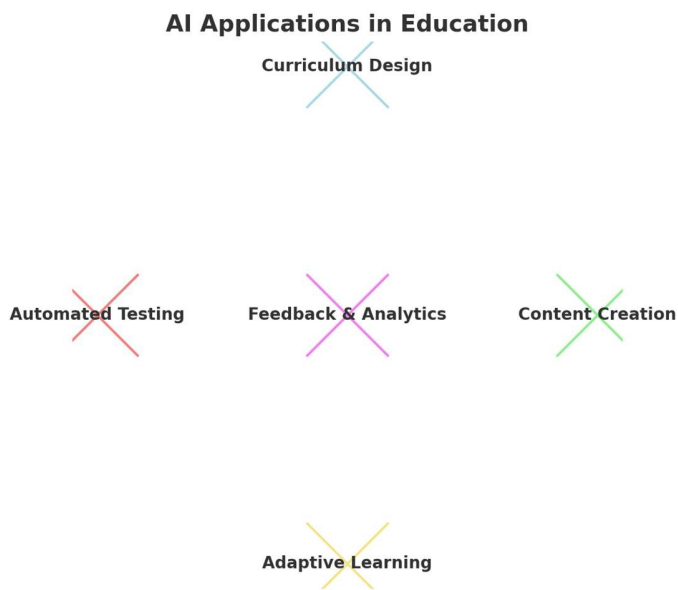 AI Applications in Education
Curriculum Design
Automated Testing
Feedback & Analytics
Content Creation
Adaptive Learning